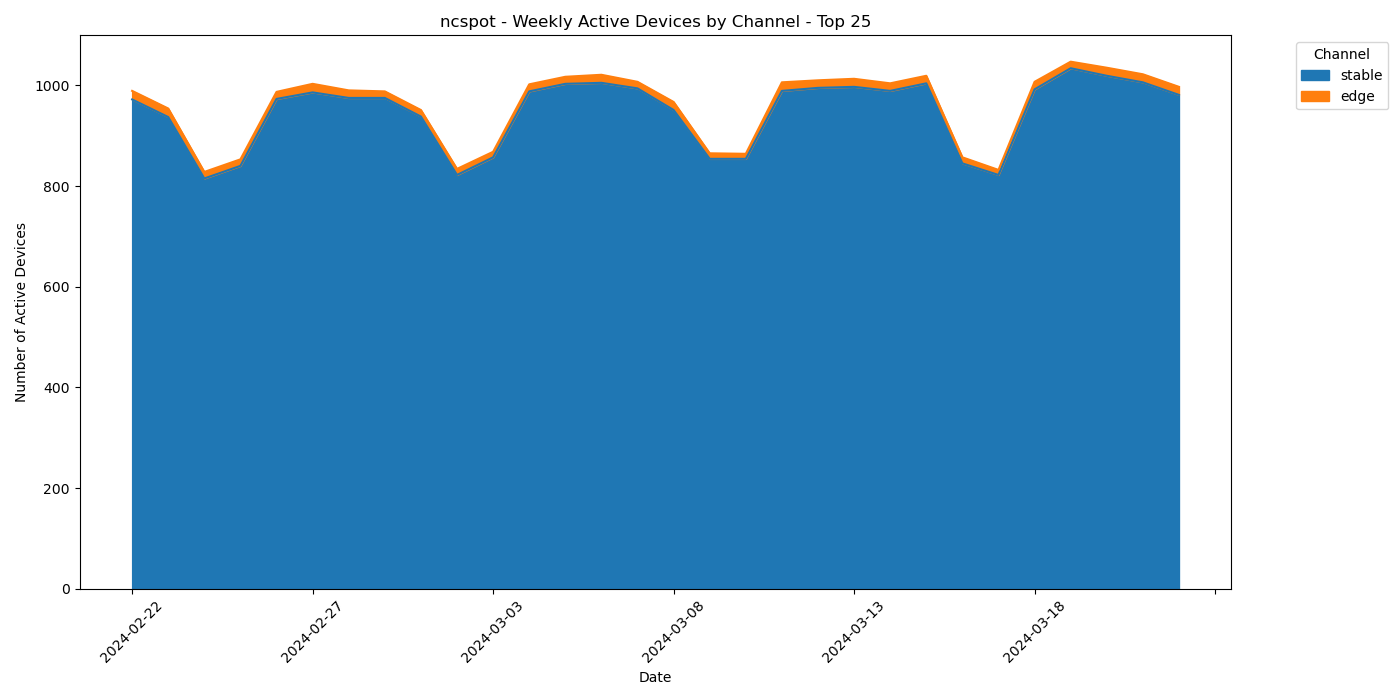 ncspot - Weekly Active Devices by Channel - Top 25
Channel
stable
edge
Number of Active Devices
1000
800
600
400
200
0
2024-02-22
2024-02-27
2024-03-03
2024-03-08
2024-03-13
2024-03-18
Date